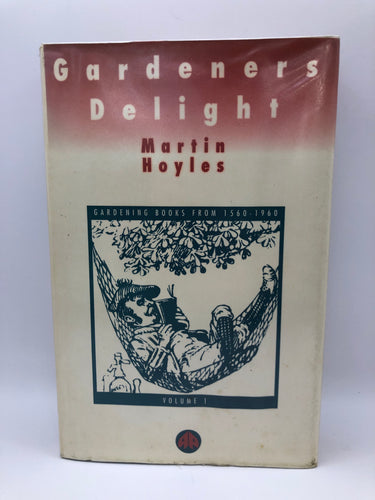 Gardeners
Delight
Martin
Hoyles
GARDENING BOOKS FROM 1560-1960
VOLUME 1